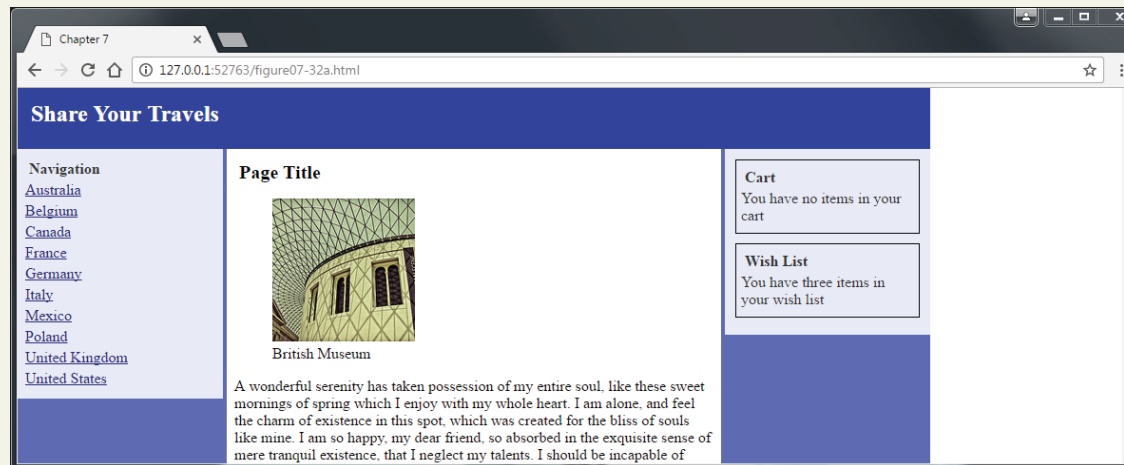 Chapter 7
127.0.0.1:52763/figure07-32a.html
Share Your Travels
Navigation
Australia
Belgium
Canada
France
Germany
Italy
Mexico
Poland
United Kingdom
United States
Page Title
British Museum
A wonderful serenity has taken possession of my entire soul, like these sweet
mornings of spring which I enjoy with my whole heart. I am alone, and feel
the charm of existence in this spot, which was created for the bliss of souls
like mine. I am so happy, my dear friend, so absorbed in the exquisite sense of
mere tranquil existence, that I neglect my talents. I should be incapable of
Cart
You have no items in your
cart
Wish List
You have three items in
your wish list